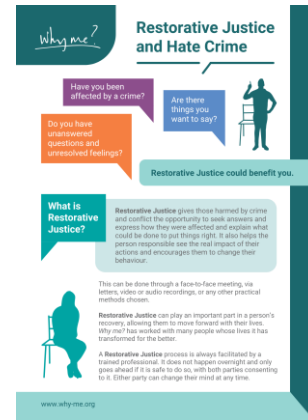 Why me?
Restorative Justice
and Hate Crime
Have you been
affected by a crime?
Are there
things you
want to say?
Do you have
unanswered
questions and
unresolved feelings?
Restorative Justice could benefit you.
What is
Restorative
Justice?
Restorative Justice gives those harmed by crime
and conflict the opportunity to seek answers and
express how they were affected and explain what
could be done to put things right. It also helps the
person responsible see the real impact of their
actions and encourages them to change their
behaviour.
This can be done through a face-to-face meeting, via
letters, video or audio recordings, or any other practical
methods chosen.
Restorative Justice can play an important part in a person's
recovery, allowing them to move forward with their lives.
Why me? has worked with many people whose lives it has
transformed for the better.
A Restorative Justice process is always facilitated by a
trained professional. It does not happen overnight and only
goes ahead if it is safe to do so, with both parties consenting
to it. Either party can change their mind at any time.
www.why-me.org